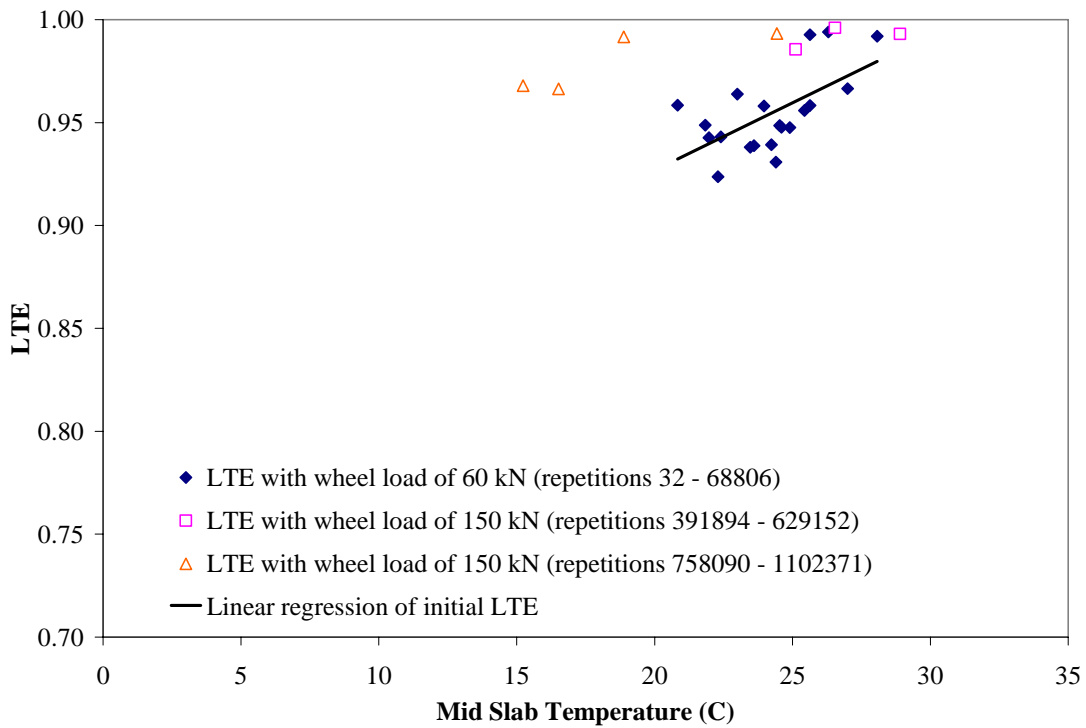 1.00
0.95
0.90
0.85
0.80
0.75
0.70
LTE
LTE with wheel load of 60 kN (repetitions 32 - 68806)
LTE with wheel load of 150 kN (repetitions 391894 - 629152)
LTE with wheel load of 150 kN (repetitions 758090 - 1102371)
Linear regression of initial LTE
0 5 10 15 20 25 30 35
Mid Slab Temperature (C)